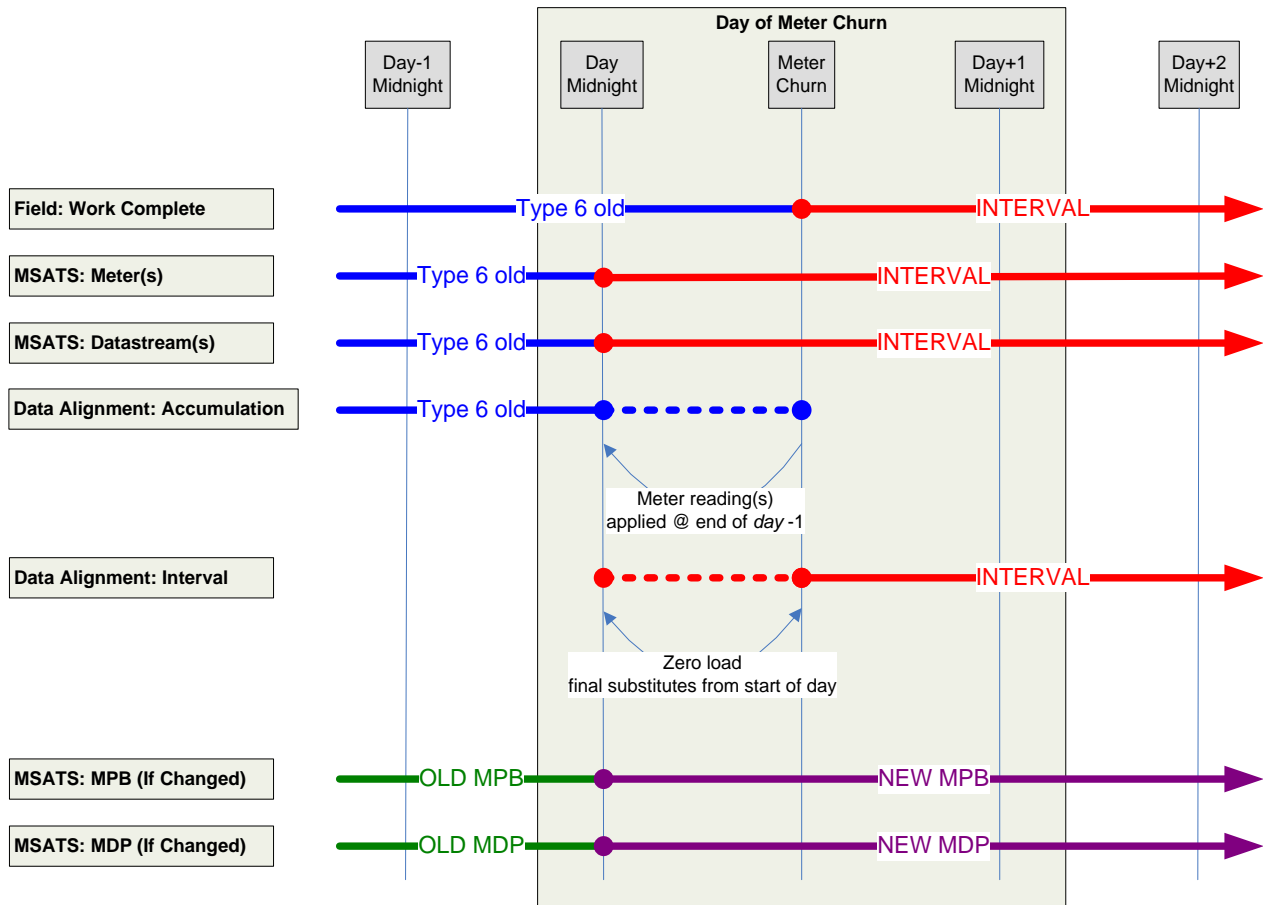 Day of Meter Churn
Day-1
Midnight
Day
Midnight
Meter
Churn
Day+1
Midnight
Day+2
Midnight
Field: Work Complete
Type 6 old
INTERVAL
MSATS: Meter(s)
Type 6 old
INTERVAL
MSATS: Datastream(s)
Type 6 old
INTERVAL
Data Alignment: Accumulation
Type 6 old
Meter reading(s)
applied @ end of day -1
Data Alignment: Interval
INTERVAL
Zero load
final substitutes from start of day
MSATS: MPB (If Changed)
OLD MPB
NEW MPB
MSATS: MDP (If Changed)
OLD MDP
NEW MDP